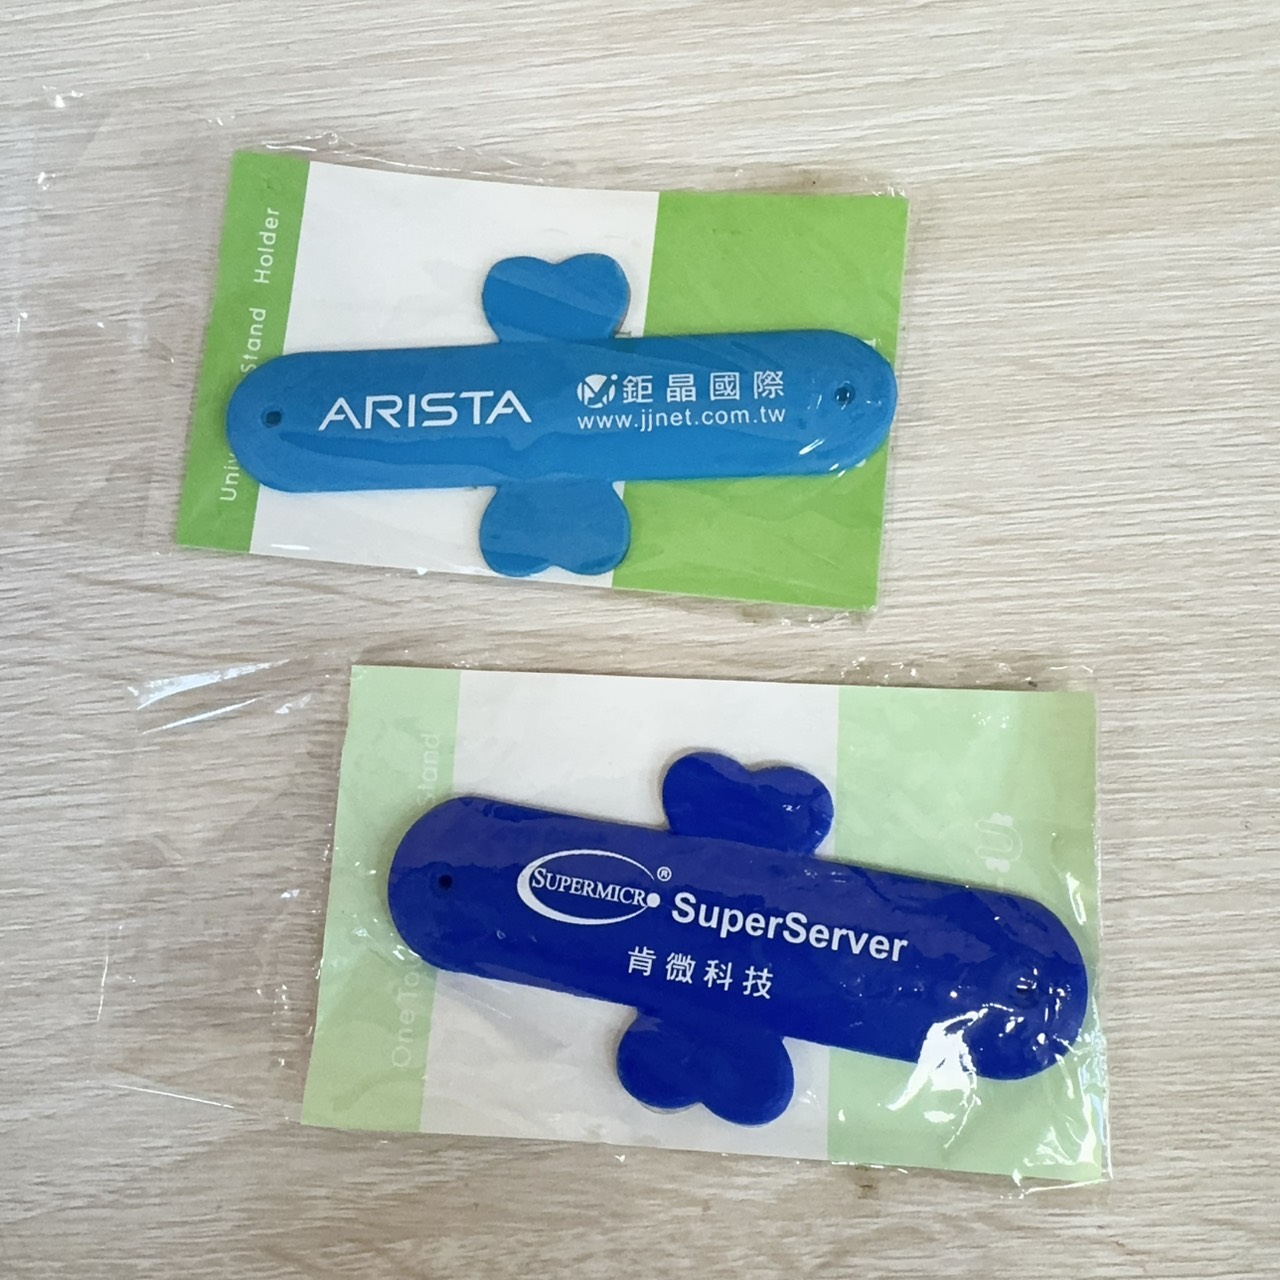 Stand Holder
ARISTA
鉅晶國際
www.jjnet.com.tw
SUPERMICRO®
SuperServer
肯微科技